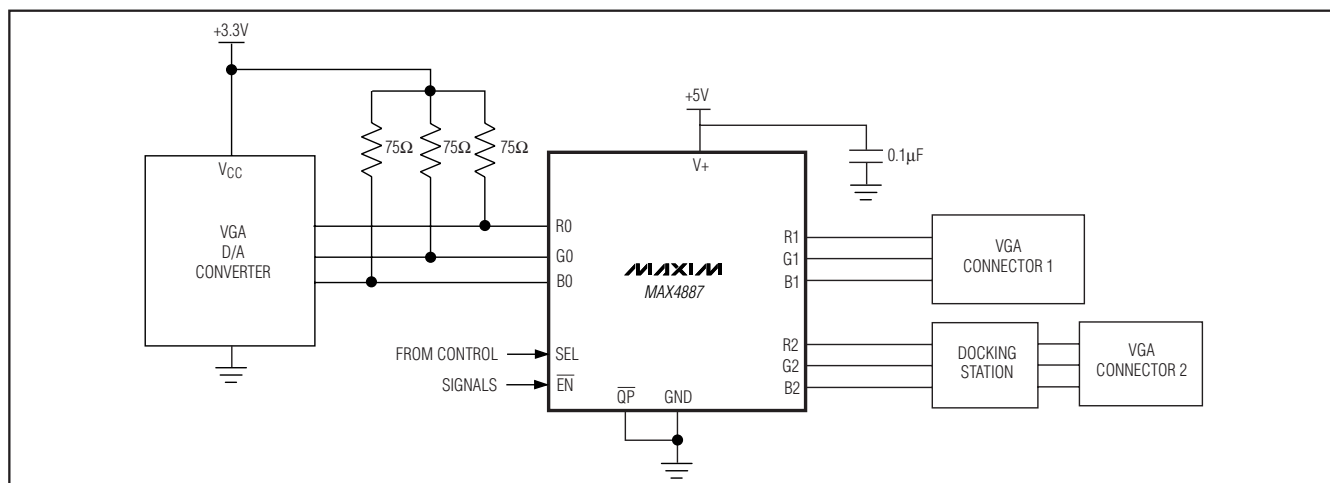 +3.3V
+5V
75Ω
75Ω
75Ω
0.1µF
VCC
V+
VGA
D/A
CONVERTER
R0
G0
B0
MAXIM
MAX4887
R1
G1
B1
VGA
CONNECTOR 1
FROM CONTROL
SIGNALS
SEL
EN
R2
G2
B2
DOCKING
STATION
VGA
CONNECTOR 2
QP
GND